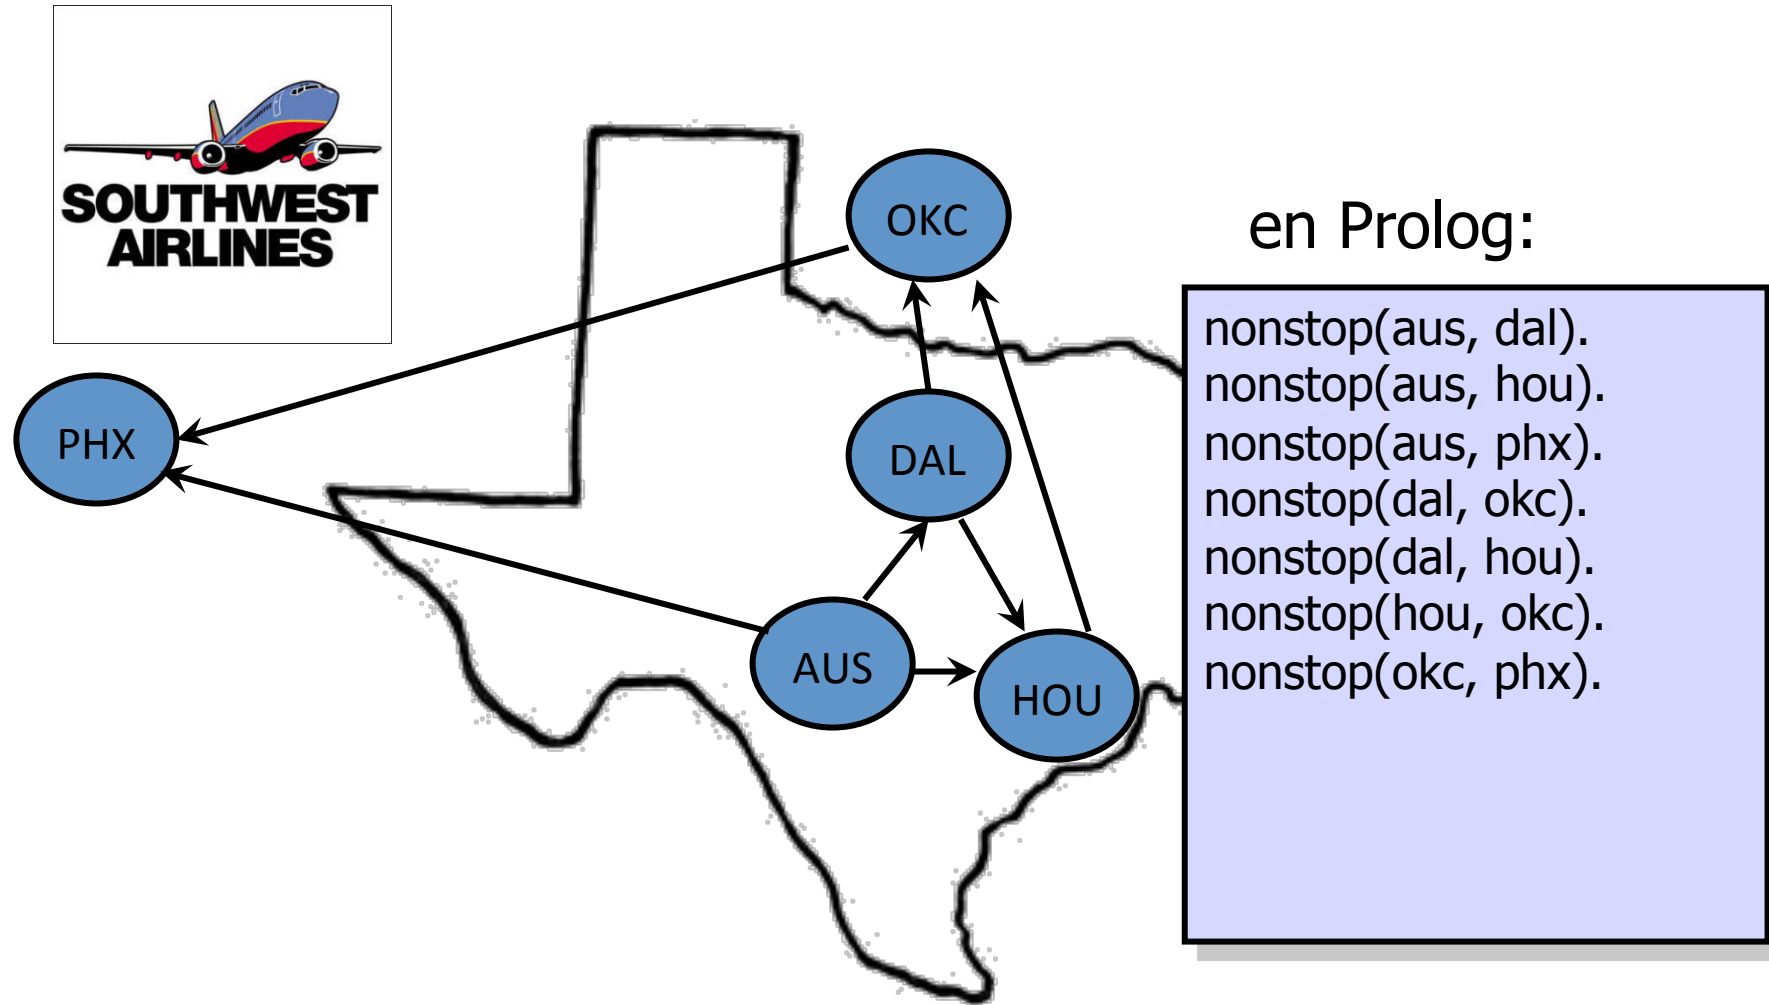 SOUTHWEST
AIRLINES
OKC
PHX
DAL
AUS
HOU
en Prolog:
nonstop(aus, dal).
nonstop(aus, hou).
nonstop(aus, phx).
nonstop(dal, okc).
nonstop(dal, hou).
nonstop(hou, okc).
nonstop(okc, phx).